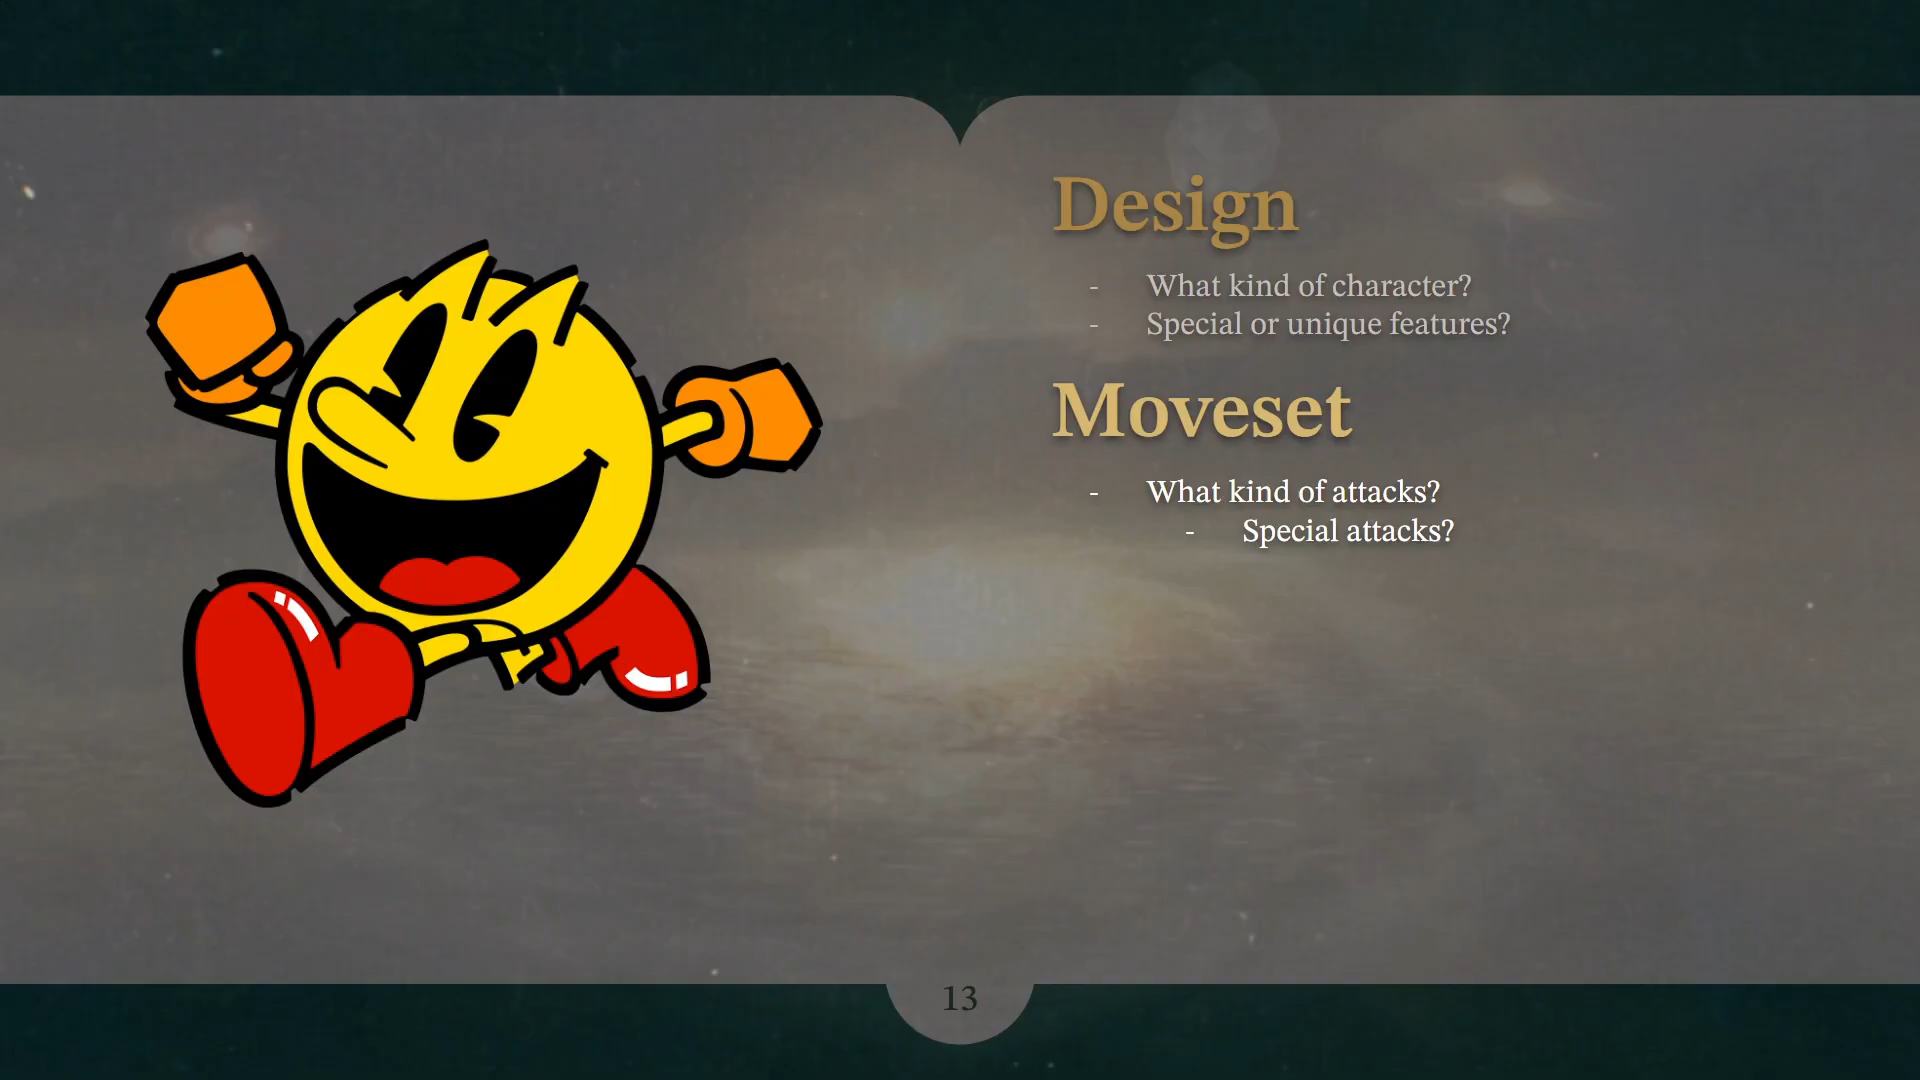 Design
- What kind of character?
- Special or unique features?
Moveset
- What kind of attacks?
- Special attacks?
13